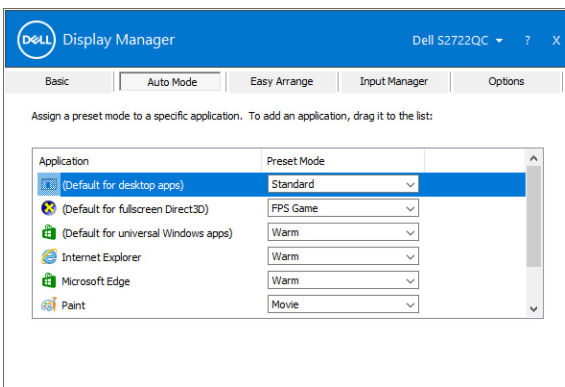 DELL Display Manager Dell S2722QC ? X
Basic Auto Mode Easy Arrange Input Manager Options
Assign a preset mode to a specific application. To add an application, drag it to the list:
Application Preset Mode
(Default for desktop apps) Standard
(Default for fullscreen Direct3D) FPS Game
(Default for universal Windows apps) Warm
Internet Explorer Warm
Microsoft Edge Warm
Paint Movie